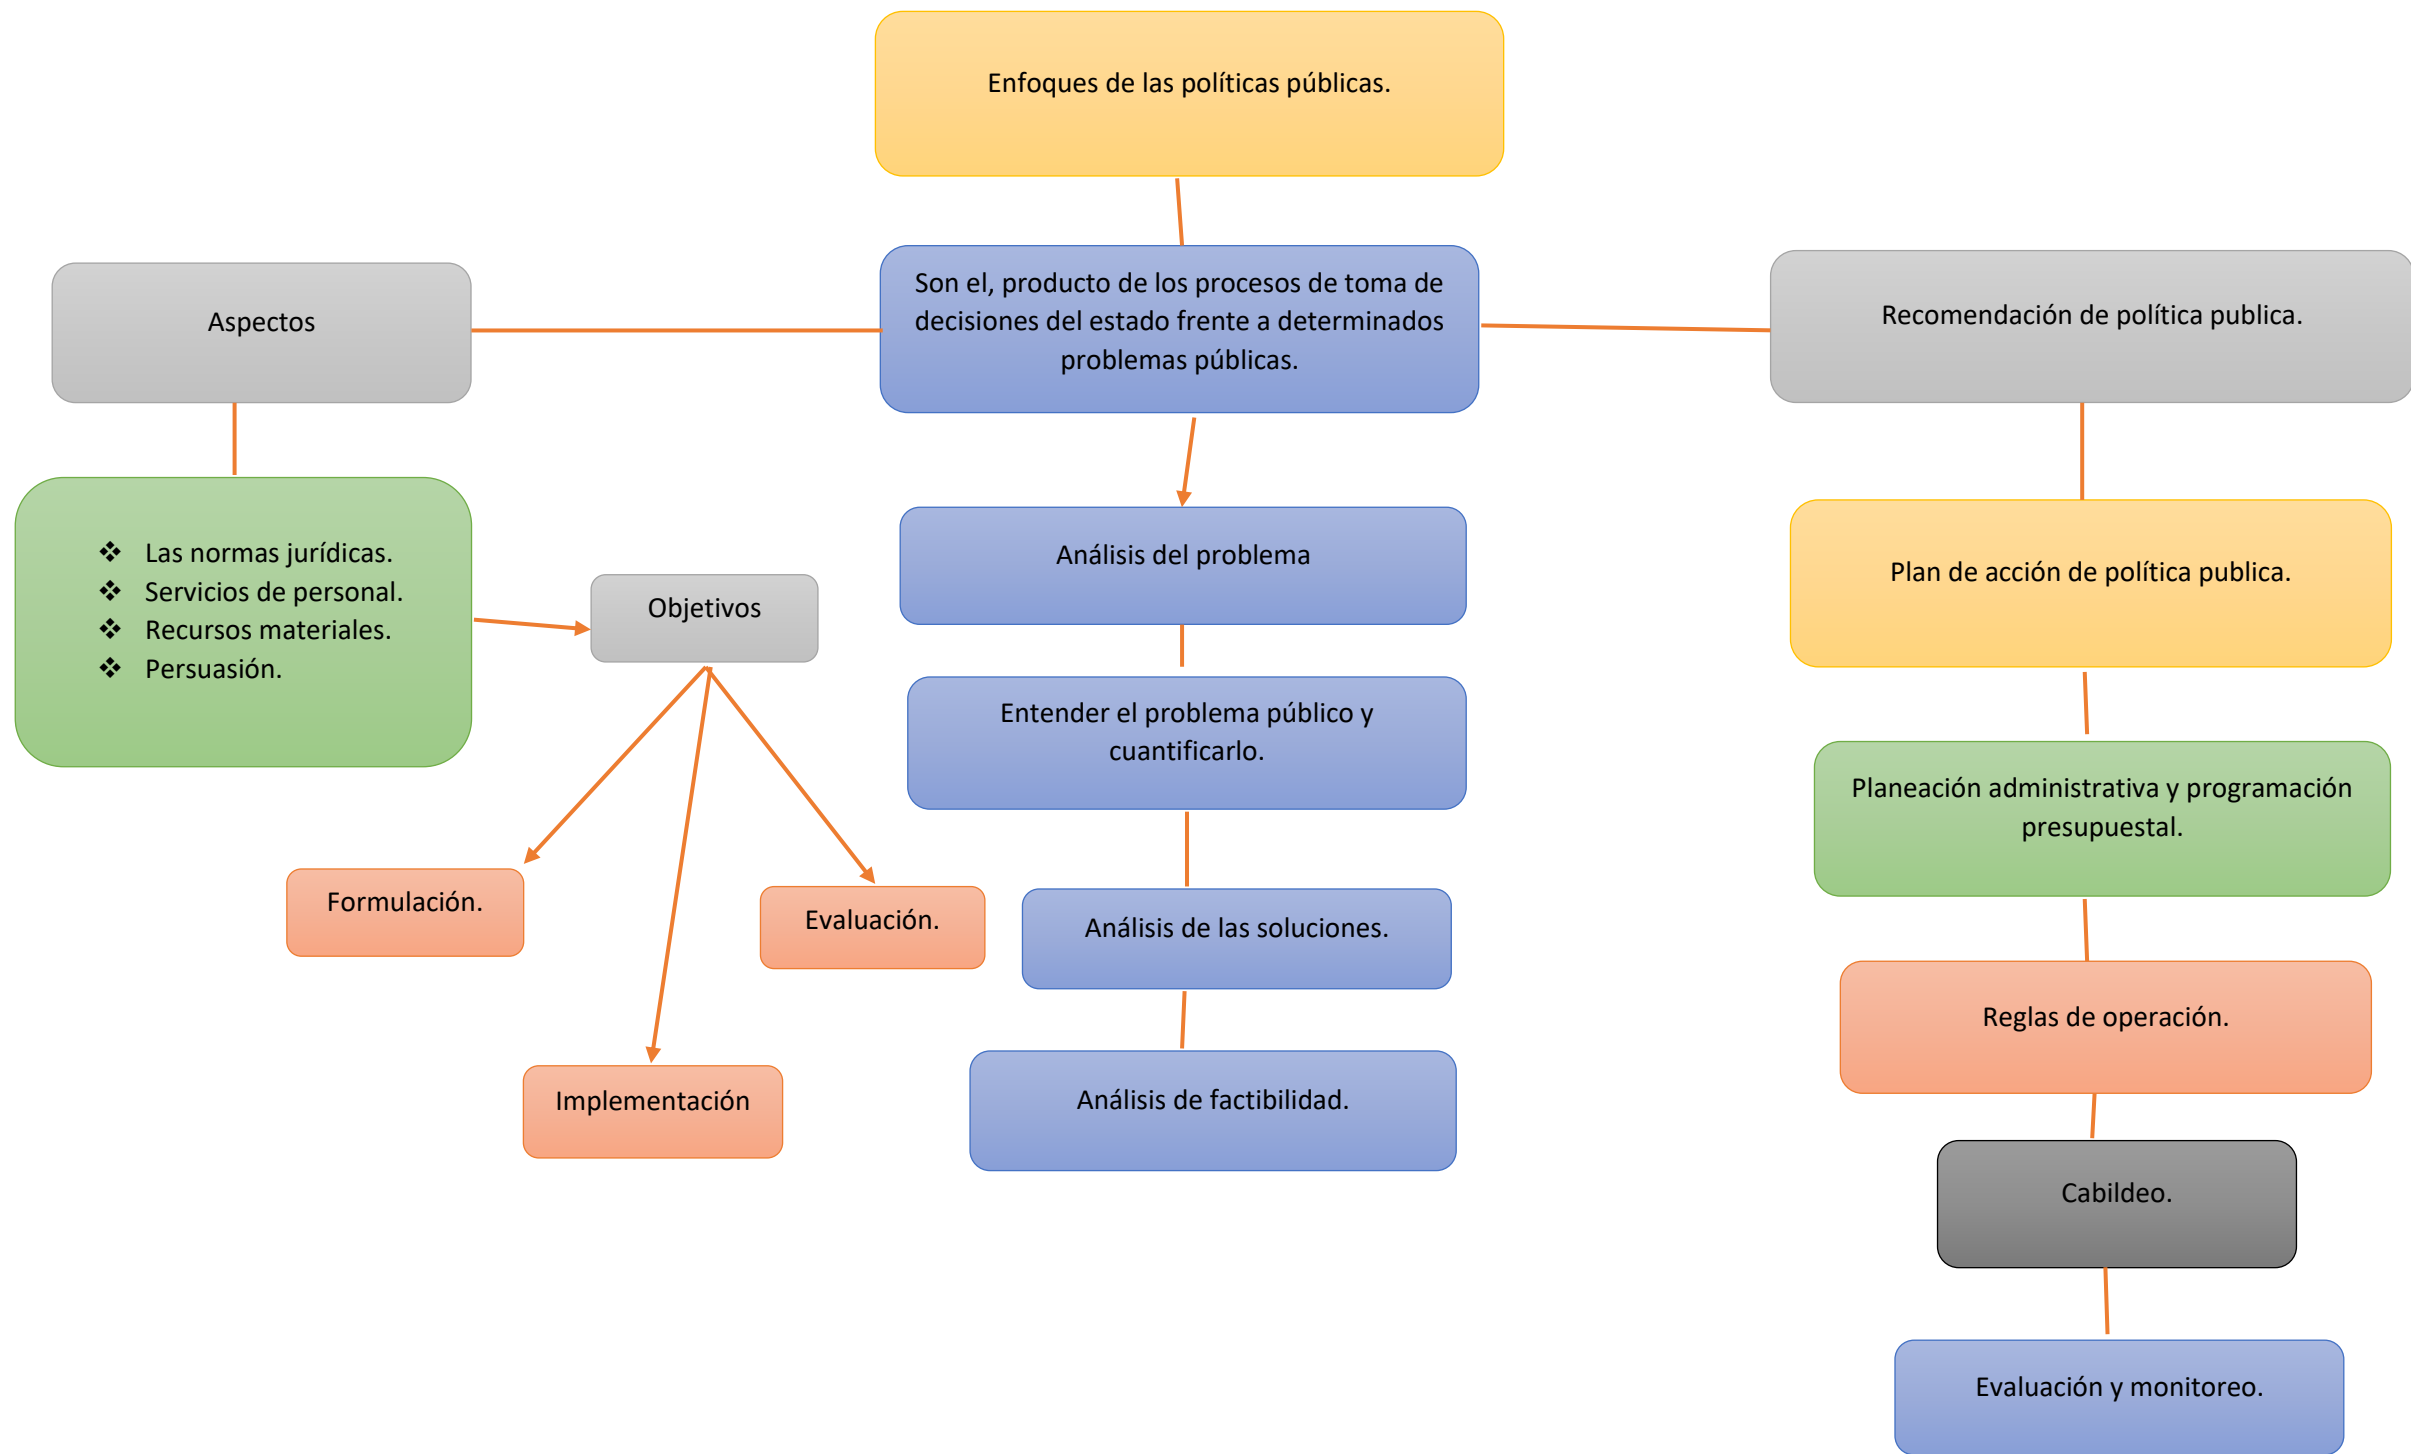 Enfoques de las políticas públicas.
Aspectos
Son el, producto de los procesos de toma de
decisiones del estado frente a determinados
problemas públicas.
Recomendación de política publica.
❖ Las normas jurídicas.
❖ Servicios de personal.
❖ Recursos materiales.
❖ Persuasión.
Objetivos
Formulación.
Implementación
Evaluación.
Análisis del problema
Entender el problema público y
cuantificarlo.
Análisis de las soluciones.
Análisis de factibilidad.
Plan de acción de política publica.
Planeación administrativa y programación
presupuestal.
Reglas de operación.
Cabildeo.
Evaluación y monitoreo.